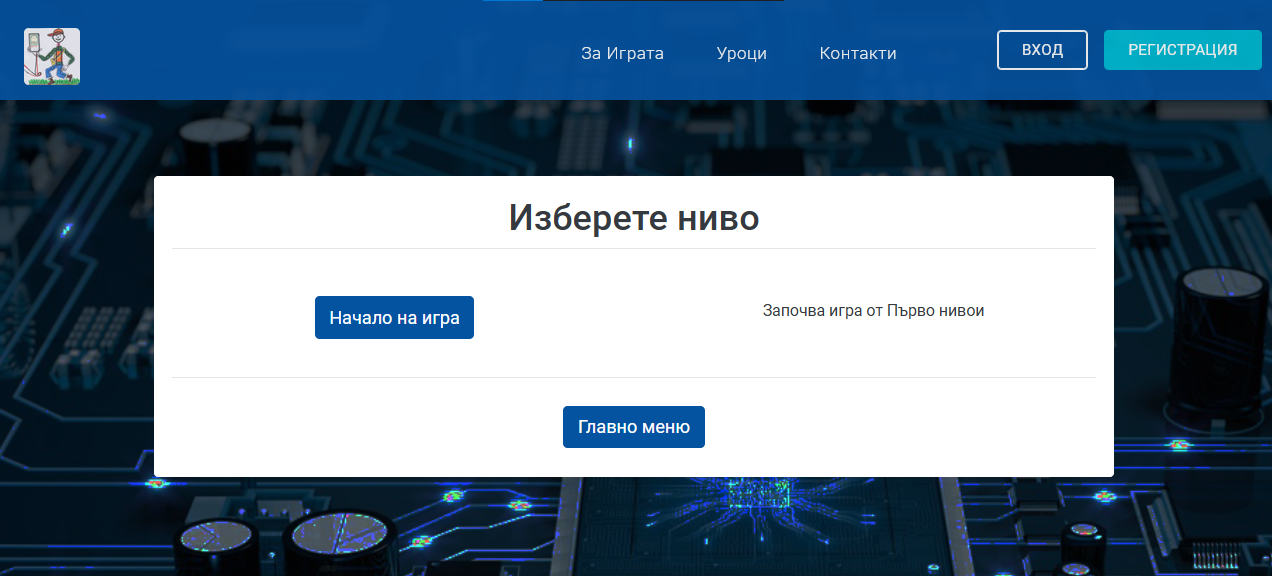 За Играта
Уроци
Контакти
ВХОД
РЕГИСТРАЦИЯ
Изберете ниво
Начало на игра
Започва игра от Първо нивои
Главно меню